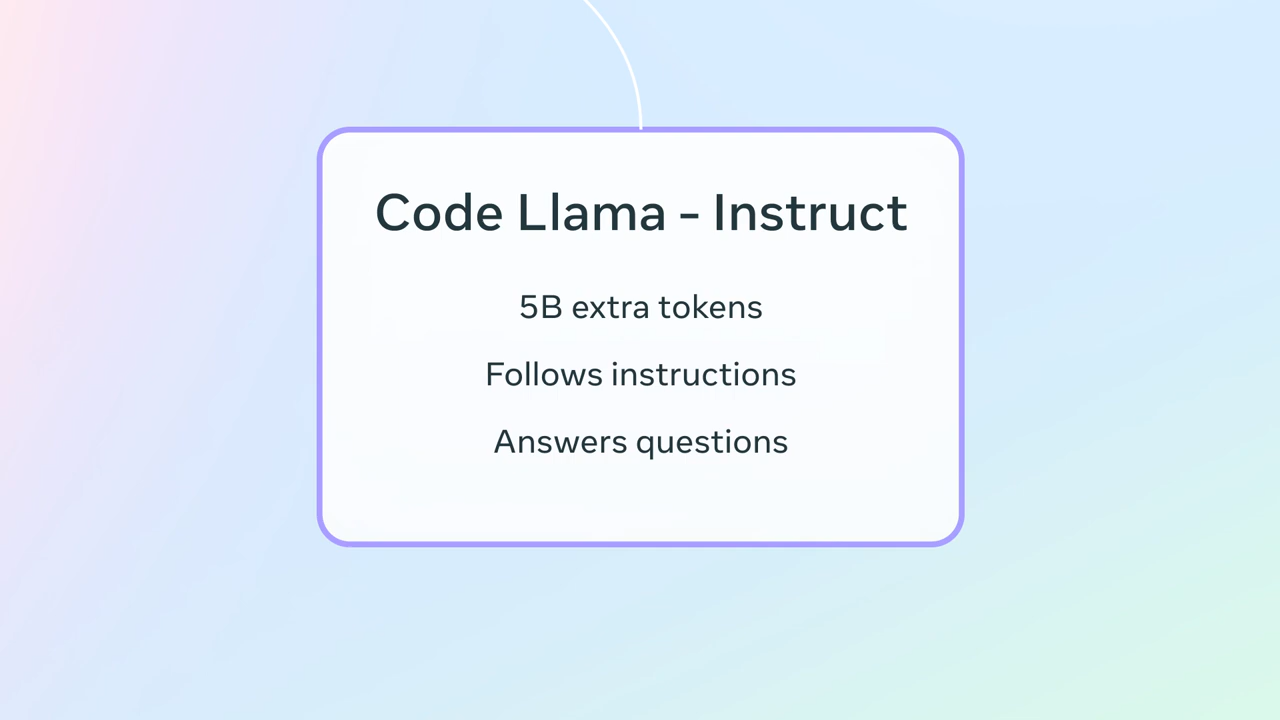 Code Llama - Instruct
5B extra tokens
Follows instructions
Answers questions